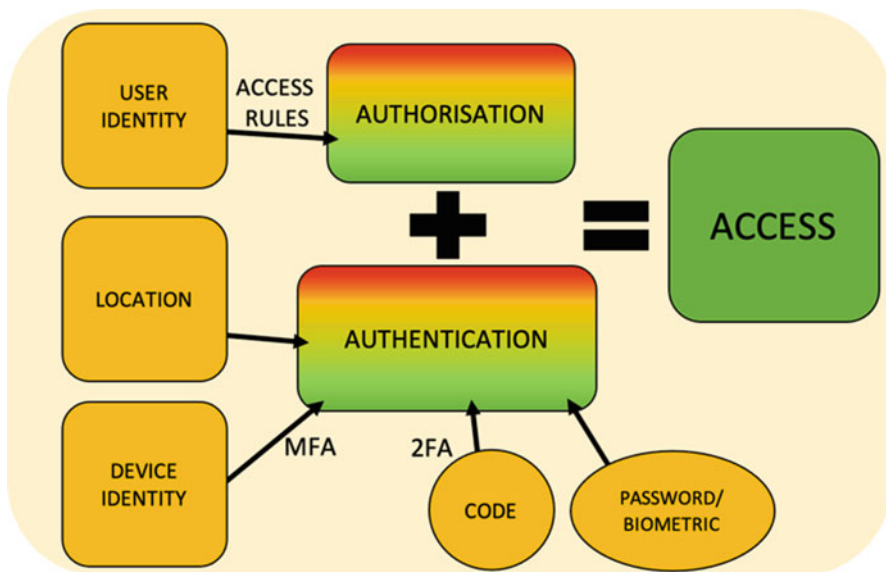 USER
IDENTITY
ACCESS
RULES
AUTHORISATION
ACCESS
LOCATION
AUTHENTICATION
DEVICE
IDENTITY
MFA
2FA
CODE
PASSWORD/
BIOMETRIC